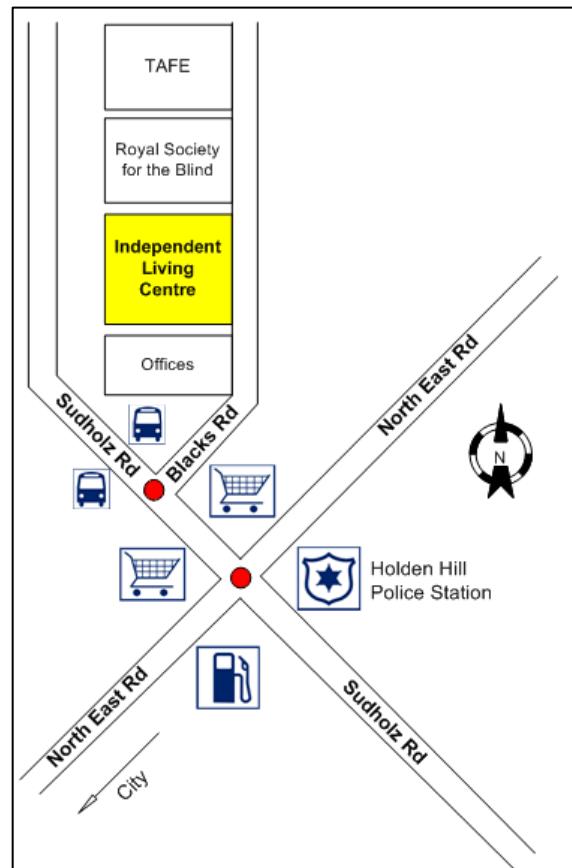 TAFE
Royal Society
for the Blind
Independent
Living
Centre
Offices
Sudholz Rd
Blacks Rd
North East Rd
N
Holden Hill
Police Station
North East Rd
Sudholz Rd
City